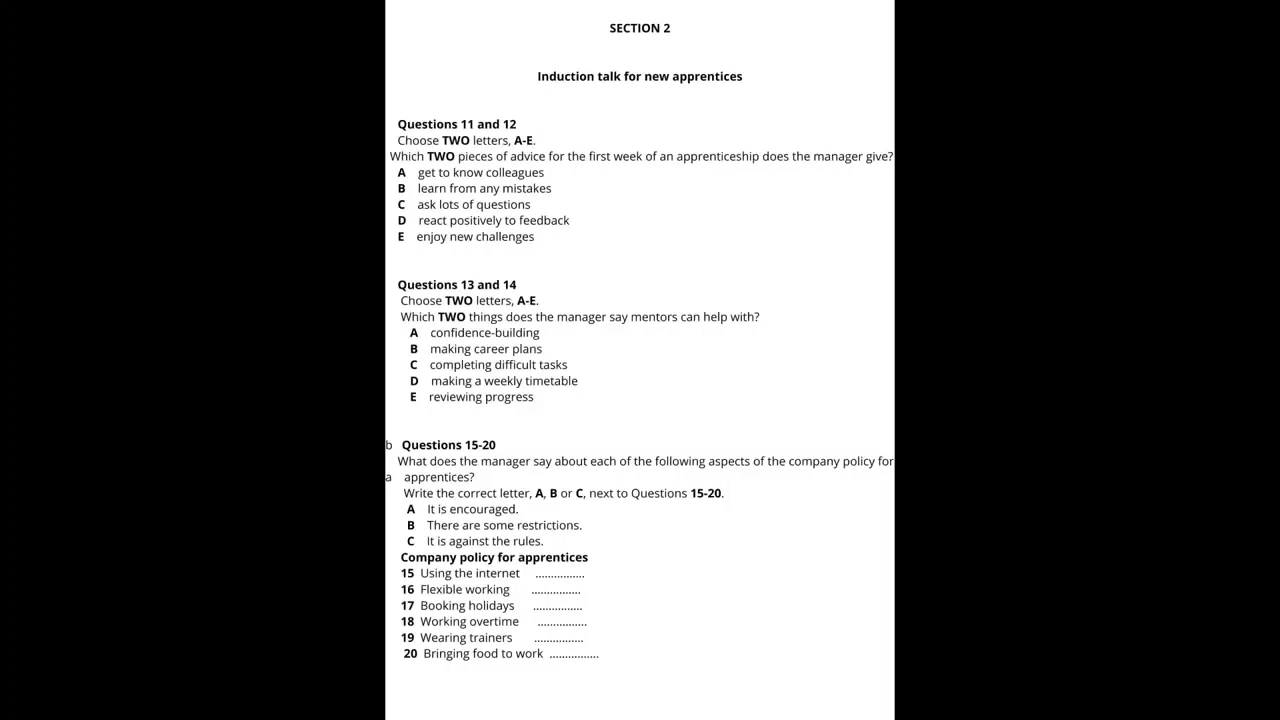 SECTION 2
Induction talk for new apprentices
Questions 11 and 12
Choose TWO letters, A-E.
Which TWO pieces of advice for the first week of an apprenticeship does the manager give?
A get to know colleagues
B learn from any mistakes
C ask lots of questions
D react positively to feedback
E enjoy new challenges
Questions 13 and 14
Choose TWO letters, A-E.
Which TWO things does the manager say mentors can help with?
A confidence-building
B making career plans
C completing difficult tasks
D making a weekly timetable
E reviewing progress
b Questions 15-20
What does the manager say about each of the following aspects of the company policy for
a apprentices?
Write the correct letter, A, B or C, next to Questions 15-20.
A It is encouraged.
B There are some restrictions.
C It is against the rules.
Company policy for apprentices
15 Using the internet ................
16 Flexible working ................
17 Booking holidays ................
18 Working overtime ................
19 Wearing trainers ................
20 Bringing food to work ................